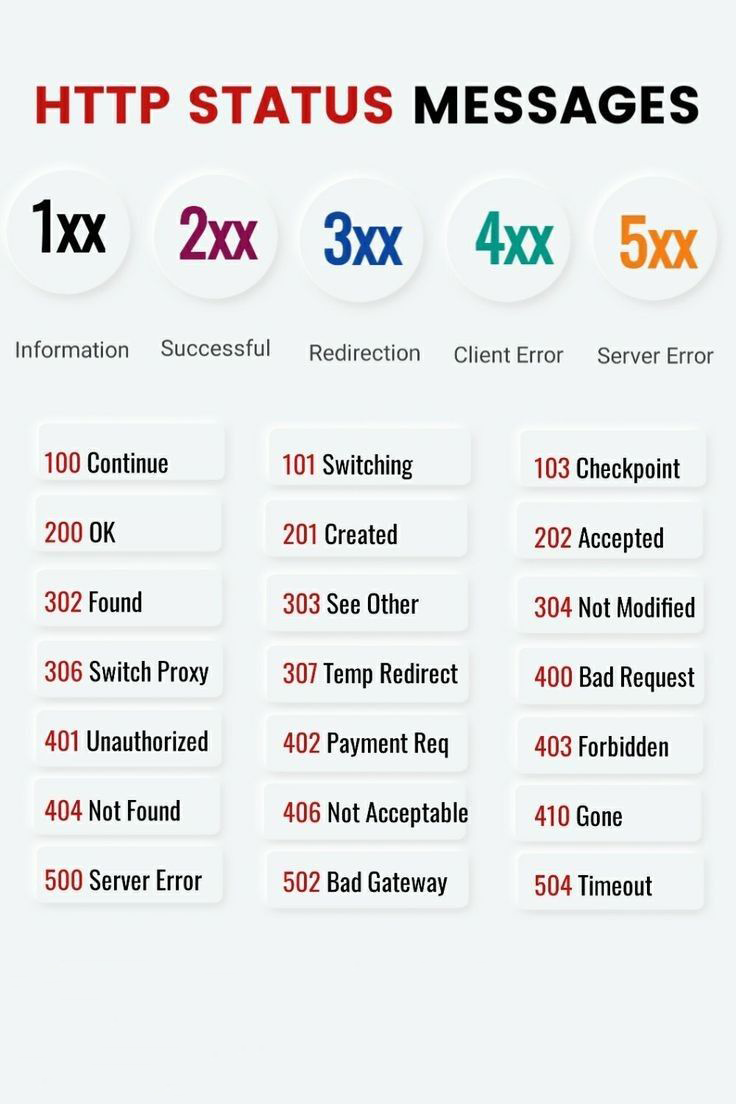 HTTP STATUS MESSAGES
1xx 2xx 3xx 4xx 5xx
Information Successful Redirection Client Error Server Error
100 Continue 101 Switching 103 Checkpoint
200 OK 201 Created 202 Accepted
302 Found 303 See Other 304 Not Modified
306 Switch Proxy 307 Temp Redirect 400 Bad Request
401 Unauthorized 402 Payment Req 403 Forbidden
404 Not Found 406 Not Acceptable 410 Gone
500 Server Error 502 Bad Gateway 504 Timeout